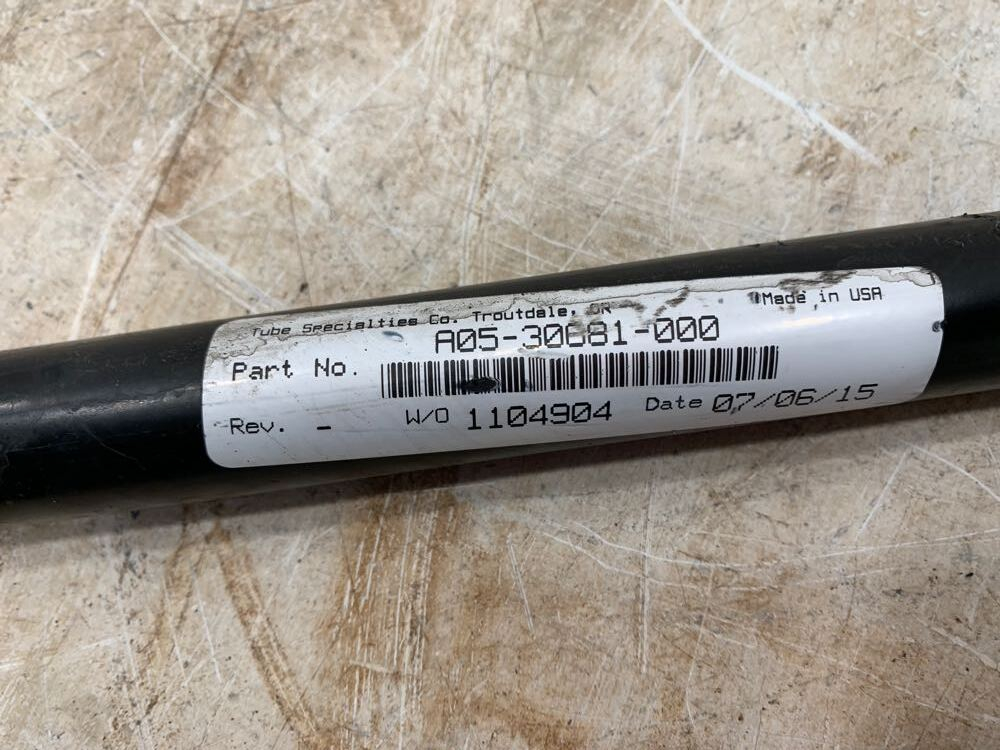 Tube Specialties Co. Troutdale, OR
Made in USA
Part No. A05-30681-000
Rev. - W/O 1104904 Date 07/06/15